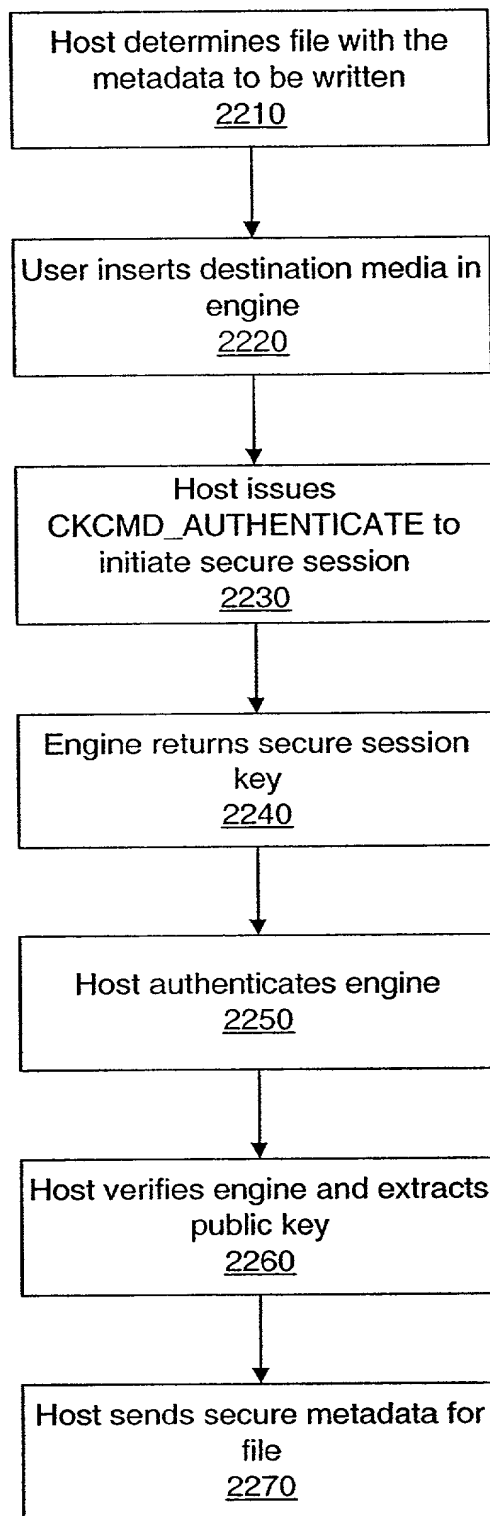 Host determines file with the
metadata to be written
2210
User inserts destination media in
engine
2220
Host issues
CKCMD_AUTHENTICATE to
initiate secure session
2230
Engine returns secure session
key
2240
Host authenticates engine
2250
Host verifies engine and extracts
public key
2260
Host sends secure metadata for
file
2270